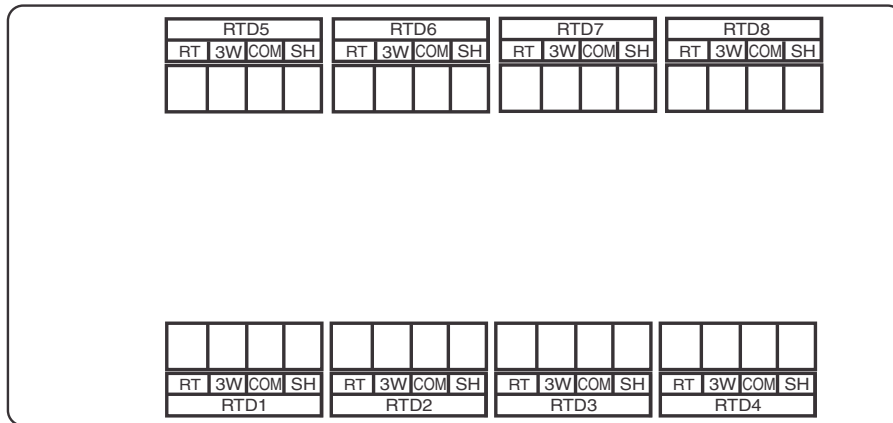 RTD5 RTD6 RTD7 RTD8
RT 3W COM SH RT 3W COM SH RT 3W COM SH RT 3W COM SH
RT 3W COM SH RT 3W COM SH RT 3W COM SH RT 3W COM SH
RTD1 RTD2 RTD3 RTD4